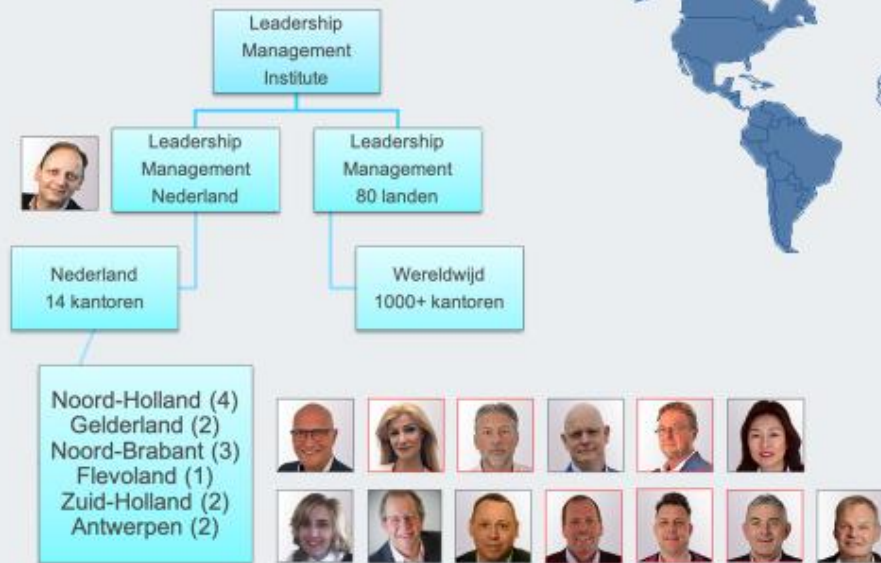 Leadership
Management
Institute
Leadership
Management
Nederland
Leadership
Management
80 landen
Nederland
14 kantoren
Wereldwijd
1000+ kantoren
Noord-Holland (4)
Gelderland (2)
Noord-Brabant (3)
Flevoland (1)
Zuid-Holland (2)
Antwerpen (2)